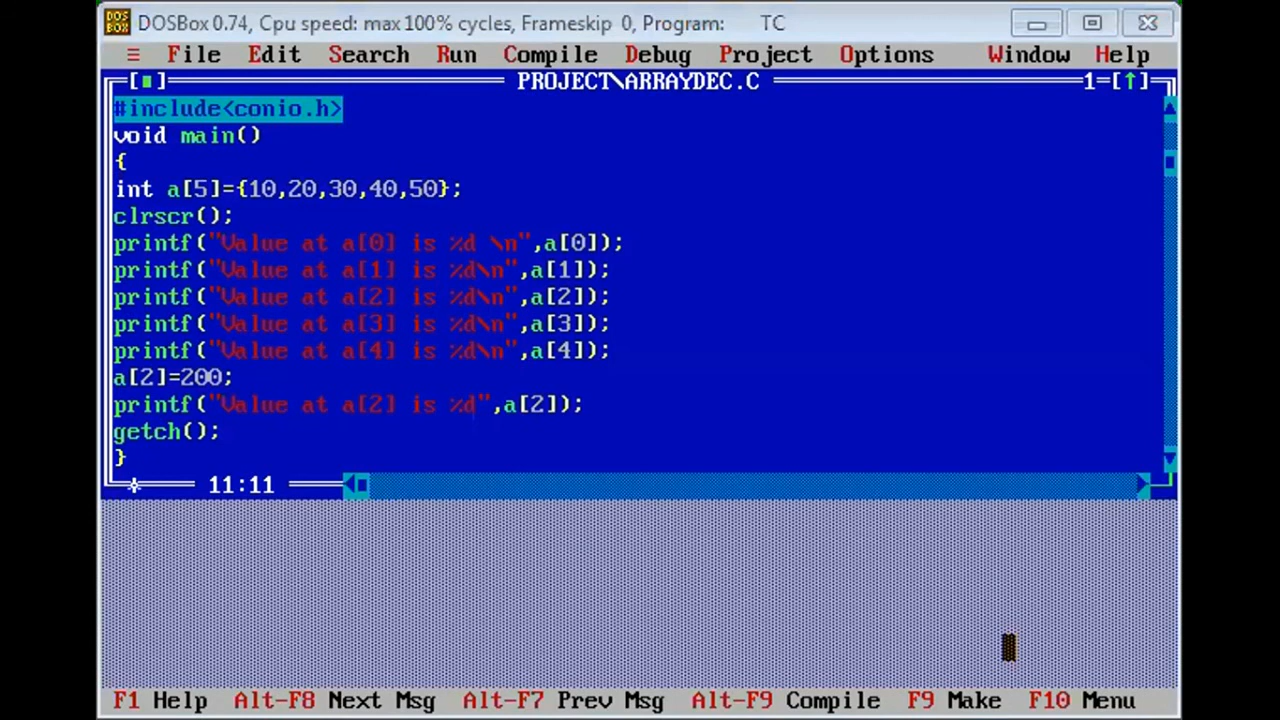 DOSBox 0.74, Cpu speed: max 100% cycles, Frameskip 0, Program: TC
≡ File Edit Search Run Compile Debug Project Options Window Help
[■] PROJECT\ARRAYDEC.C 1=[↑]
#include<conio.h>
void main()
{
int a[5]={10,20,30,40,50};
clrscr();
printf("Value at a[0] is %d \n",a[0]);
printf("Value at a[1] is %d\n",a[1]);
printf("Value at a[2] is %d\n",a[2]);
printf("Value at a[3] is %d\n",a[3]);
printf("Value at a[4] is %d\n",a[4]);
a[2]=200;
printf("Value at a[2] is %d",a[2]);
getch();
}
11:11
F1 Help Alt-F8 Next Msg Alt-F7 Prev Msg Alt-F9 Compile F9 Make F10 Menu